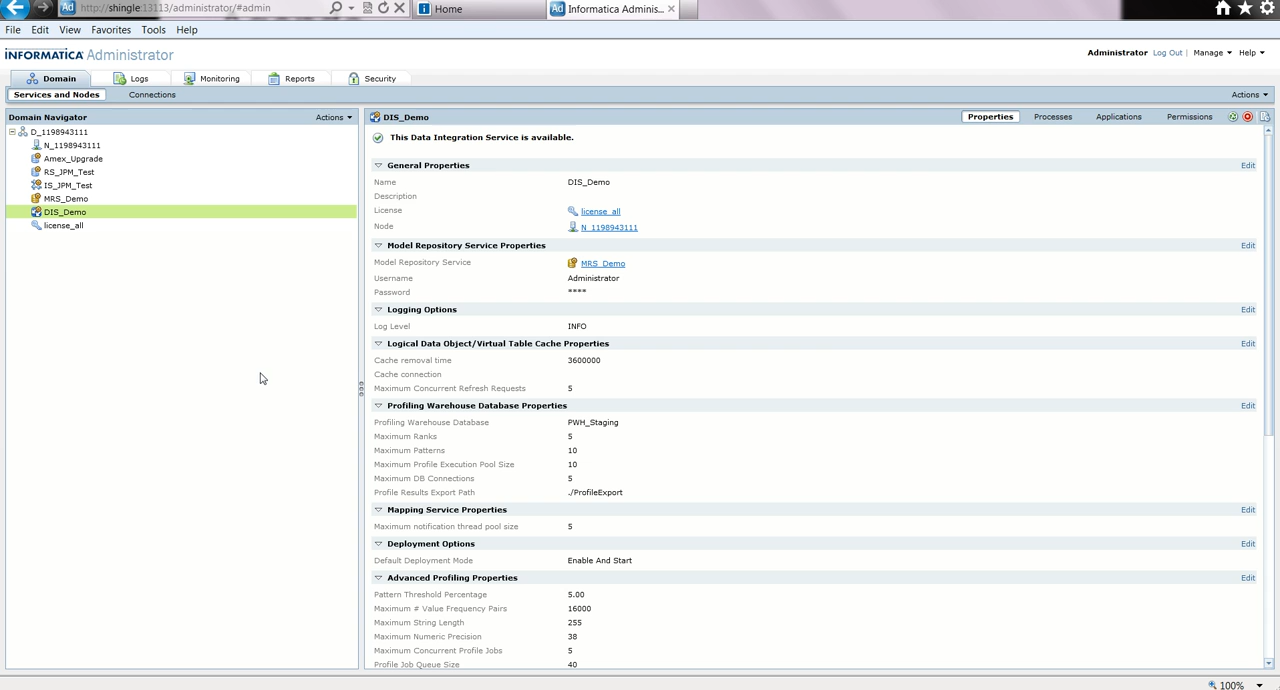 http://shingle:13113/administrator/#admin
Home
Informatica Adminis...
File Edit View Favorites Tools Help
INFORMATICA Administrator
Administrator Log Out | Manage Help
Domain Logs Monitoring Reports Security
Services and Nodes Connections Actions
Domain Navigator Actions
D_1198943111
N_1198943111
Amex_Upgrade
RS_JPM_Test
IS_JPM_Test
MRS_Demo
DIS_Demo
license_all
DIS_Demo Properties Processes Applications Permissions
This Data Integration Service is available.
General Properties Edit
Name DIS_Demo
Description
License license_all
Node N_1198943111
Model Repository Service Properties Edit
Model Repository Service MRS_Demo
Username Administrator
Password ****
Logging Options Edit
Log Level INFO
Logical Data Object/Virtual Table Cache Properties Edit
Cache removal time 3600000
Cache connection
Maximum Concurrent Refresh Requests 5
Profiling Warehouse Database Properties Edit
Profiling Warehouse Database PWH_Staging
Maximum Ranks 5
Maximum Patterns 10
Maximum Profile Execution Pool Size 10
Maximum DB Connections 5
Profile Results Export Path ./ProfileExport
Mapping Service Properties Edit
Maximum notification thread pool size 5
Deployment Options Edit
Default Deployment Mode Enable And Start
Advanced Profiling Properties Edit
Pattern Threshold Percentage 5.00
Maximum # Value Frequency Pairs 16000
Maximum String Length 255
Maximum Numeric Precision 38
Maximum Concurrent Profile Jobs 5
Profile Job Queue Size 40
100%